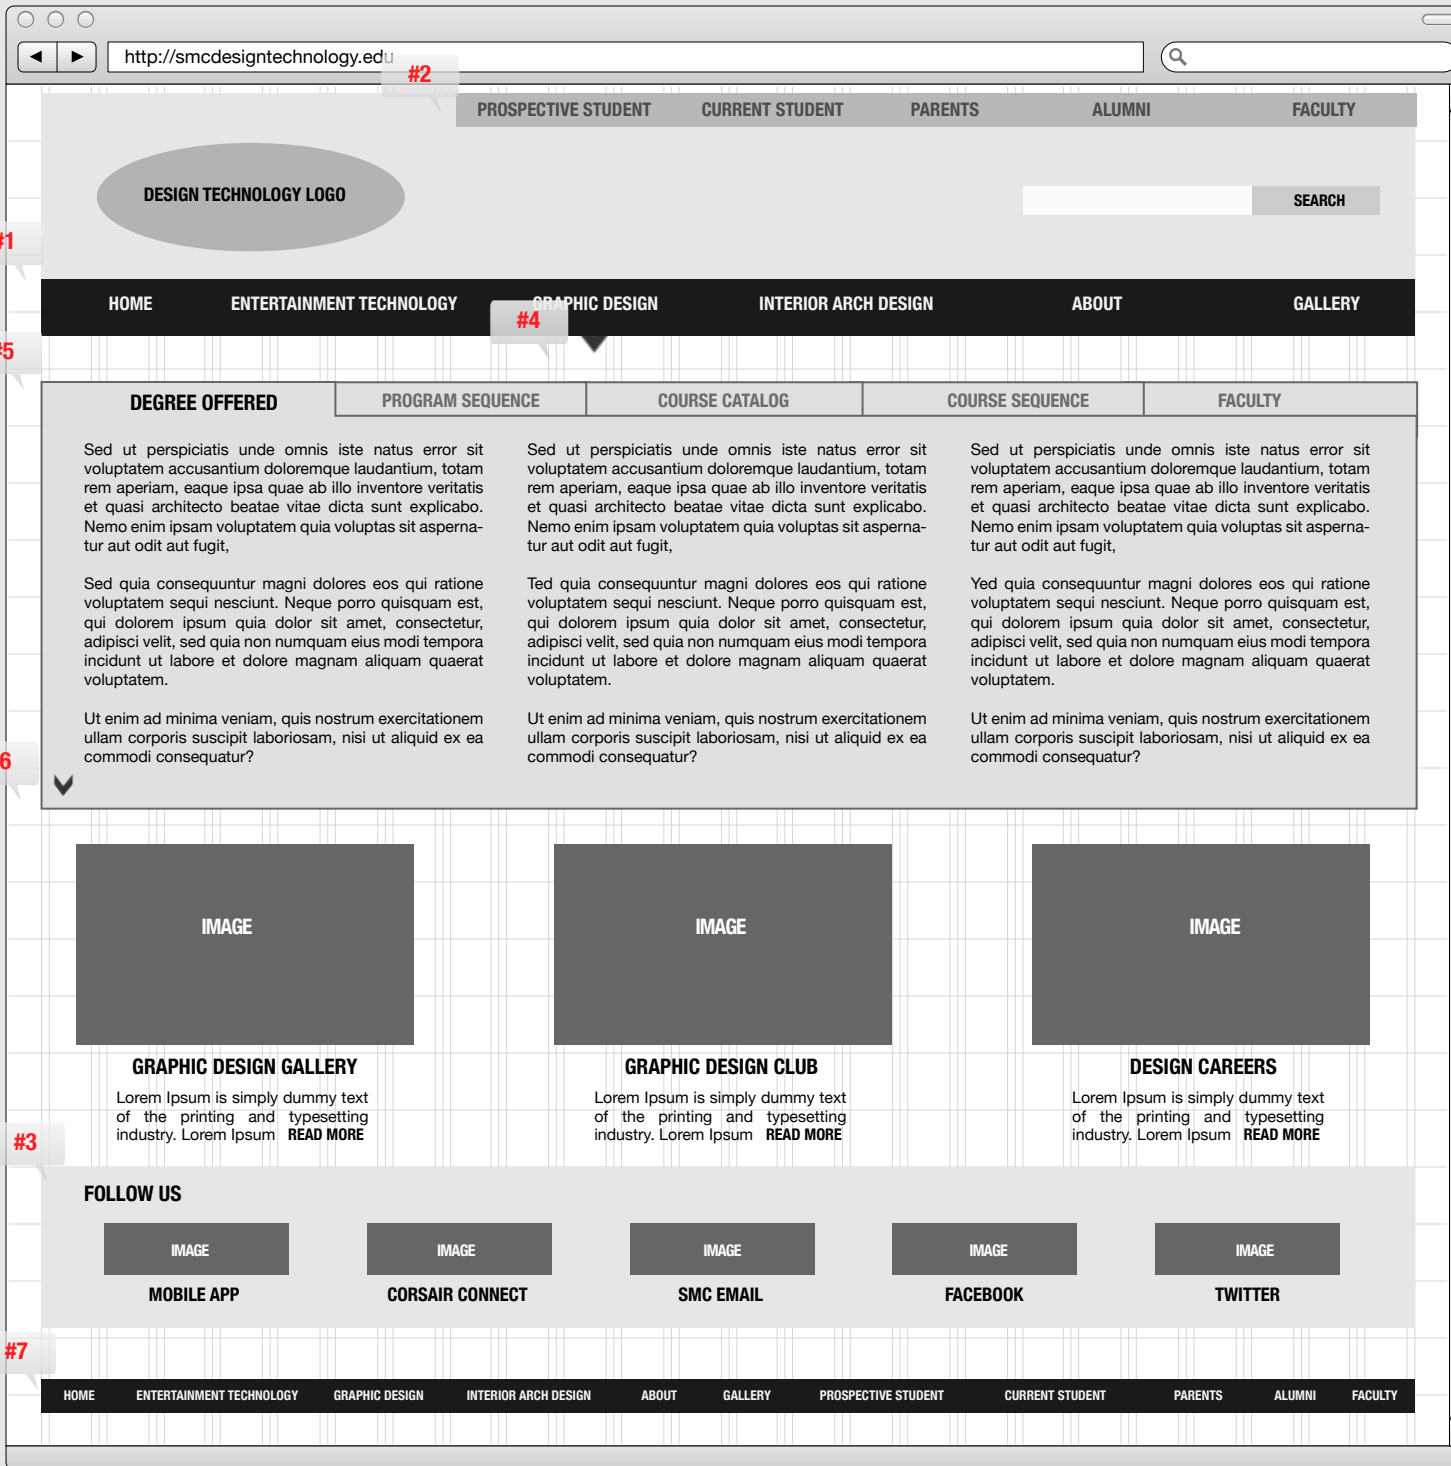 http://smcdesigntechnology.edu
#2
PROSPECTIVE STUDENT CURRENT STUDENT PARENTS ALUMNI FACULTY
DESIGN TECHNOLOGY LOGO
SEARCH
#1
HOME ENTERTAINMENT TECHNOLOGY GRAPHIC DESIGN INTERIOR ARCH DESIGN ABOUT GALLERY
#4
#5
DEGREE OFFERED PROGRAM SEQUENCE COURSE CATALOG COURSE SEQUENCE FACULTY
Sed ut perspiciatis unde omnis iste natus error sit
voluptatem accusantium doloremque laudantium, totam
rem aperiam, eaque ipsa quae ab illo inventore veritatis
et quasi architecto beatae vitae dicta sunt explicabo.
Nemo enim ipsam voluptatem quia voluptas sit asperna-
tur aut odit aut fugit,
Sed quia consequuntur magni dolores eos qui ratione
voluptatem sequi nesciunt. Neque porro quisquam est,
qui dolorem ipsum quia dolor sit amet, consectetur,
adipisci velit, sed quia non numquam eius modi tempora
incidunt ut labore et dolore magnam aliquam quaerat
voluptatem.
Ut enim ad minima veniam, quis nostrum exercitationem
ullam corporis suscipit laboriosam, nisi ut aliquid ex ea
commodi consequatur?
Sed ut perspiciatis unde omnis iste natus error sit
voluptatem accusantium doloremque laudantium, totam
rem aperiam, eaque ipsa quae ab illo inventore veritatis
et quasi architecto beatae vitae dicta sunt explicabo.
Nemo enim ipsam voluptatem quia voluptas sit asperna-
tur aut odit aut fugit,
Ted quia consequuntur magni dolores eos qui ratione
voluptatem sequi nesciunt. Neque porro quisquam est,
qui dolorem ipsum quia dolor sit amet, consectetur,
adipisci velit, sed quia non numquam eius modi tempora
incidunt ut labore et dolore magnam aliquam quaerat
voluptatem.
Ut enim ad minima veniam, quis nostrum exercitationem
ullam corporis suscipit laboriosam, nisi ut aliquid ex ea
commodi consequatur?
Sed ut perspiciatis unde omnis iste natus error sit
voluptatem accusantium doloremque laudantium, totam
rem aperiam, eaque ipsa quae ab illo inventore veritatis
et quasi architecto beatae vitae dicta sunt explicabo.
Nemo enim ipsam voluptatem quia voluptas sit asperna-
tur aut odit aut fugit,
Yed quia consequuntur magni dolores eos qui ratione
voluptatem sequi nesciunt. Neque porro quisquam est,
qui dolorem ipsum quia dolor sit amet, consectetur,
adipisci velit, sed quia non numquam eius modi tempora
incidunt ut labore et dolore magnam aliquam quaerat
voluptatem.
Ut enim ad minima veniam, quis nostrum exercitationem
ullam corporis suscipit laboriosam, nisi ut aliquid ex ea
commodi consequatur?
6
IMAGE IMAGE IMAGE
GRAPHIC DESIGN GALLERY
Lorem Ipsum is simply dummy text
of the printing and typesetting
industry. Lorem Ipsum READ MORE
GRAPHIC DESIGN CLUB
Lorem Ipsum is simply dummy text
of the printing and typesetting
industry. Lorem Ipsum READ MORE
DESIGN CAREERS
Lorem Ipsum is simply dummy text
of the printing and typesetting
industry. Lorem Ipsum READ MORE
#3
FOLLOW US
IMAGE IMAGE IMAGE IMAGE IMAGE
MOBILE APP CORSAIR CONNECT SMC EMAIL FACEBOOK TWITTER
#7
HOME ENTERTAINMENT TECHNOLOGY GRAPHIC DESIGN INTERIOR ARCH DESIGN ABOUT GALLERY PROSPECTIVE STUDENT CURRENT STUDENT PARENTS ALUMNI FACULTY